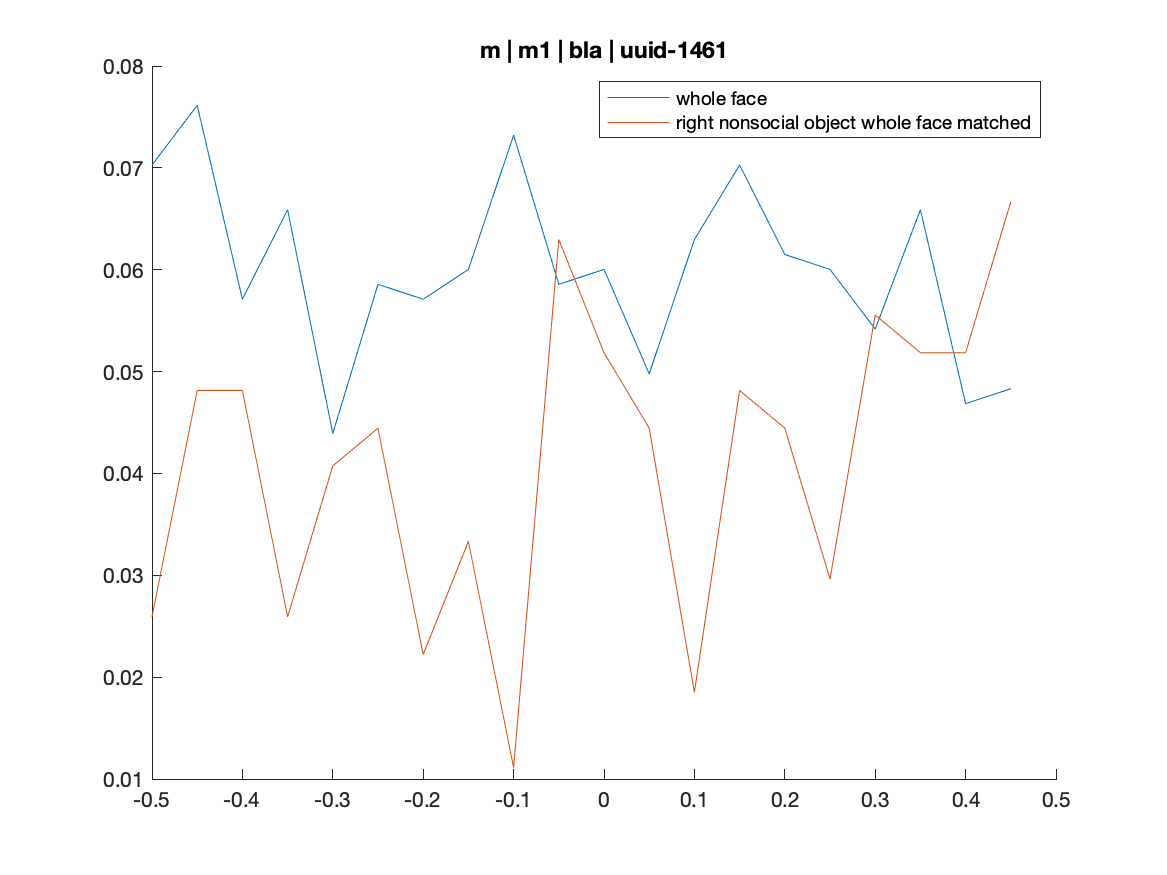 m | m1 | bla | uuid-1461
whole face
right nonsocial object whole face matched
0.08
0.07
0.06
0.05
0.04
0.03
0.02
0.01
-0.5 -0.4 -0.3 -0.2 -0.1 0 0.1 0.2 0.3 0.4 0.5